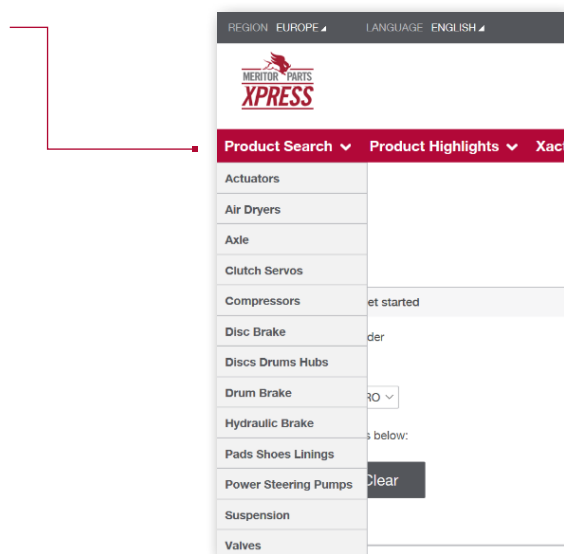 REGION EUROPE LANGUAGE ENGLISH
MERITOR PARTS
XPRESS
Product Search Product Highlights
Actuators
Air Dryers
Axle
Clutch Servos
Compressors
et started
Disc Brake
der
Discs Drums Hubs
Drum Brake
RO
Hydraulic Brake
s below:
Pads Shoes Linings
Power Steering Pumps
Clear
Suspension
Valves